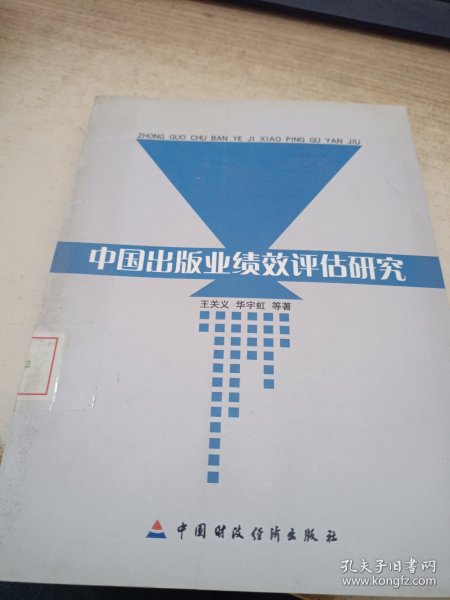 ZHONG GUO CHU BAN YE JI XIAO PING GU YAN JIU
中国出版业绩效评估研究
王关义 华宇虹 等著
中国财政经济出版社
孔夫子旧书网
www.kongfz.com